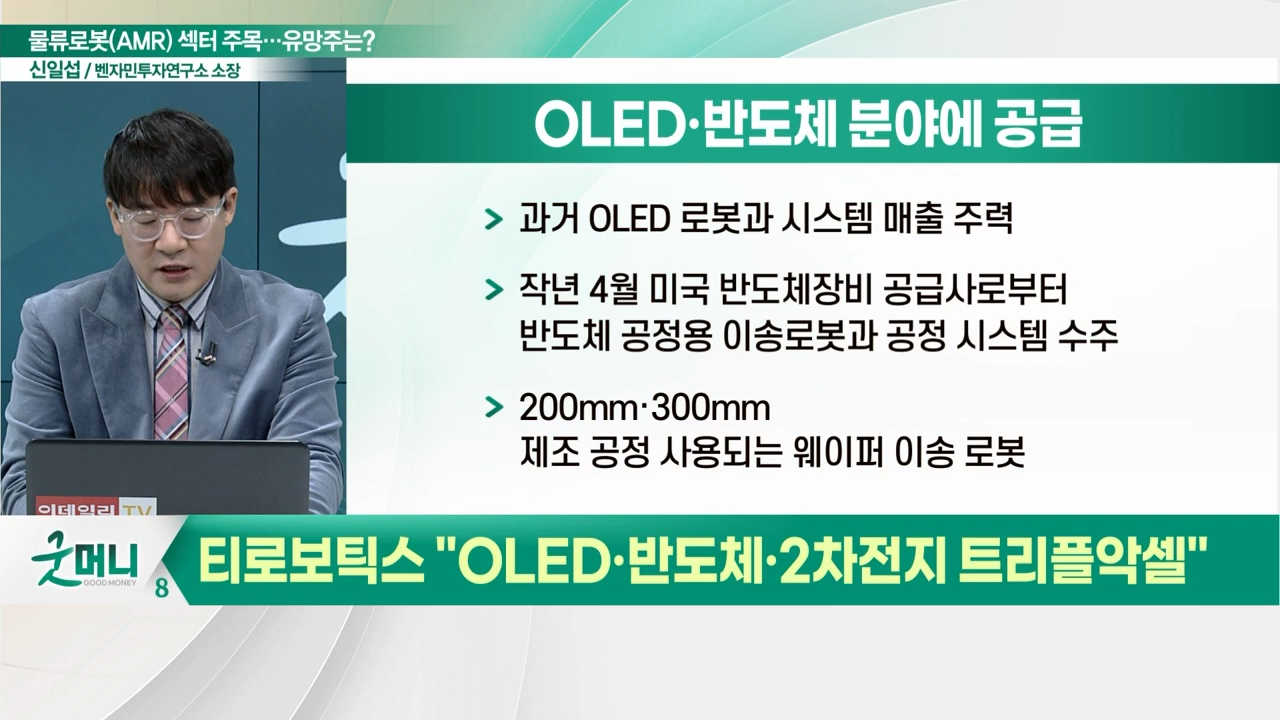 물류로봇(AMR) 섹터 주목…유망주는?
신일섭 / 벤자민투자연구소 소장
OLED·반도체 분야에 공급
> 과거 OLED 로봇과 시스템 매출 주력
> 작년 4월 미국 반도체장비 공급사로부터
반도체 공정용 이송로봇과 공정 시스템 수주
> 200mm·300mm
제조 공정 사용되는 웨이퍼 이송 로봇
이데일리 TV
굿머니
GOOD MONEY
8
티로보틱스 "OLED·반도체·2차전지 트리플악셀"